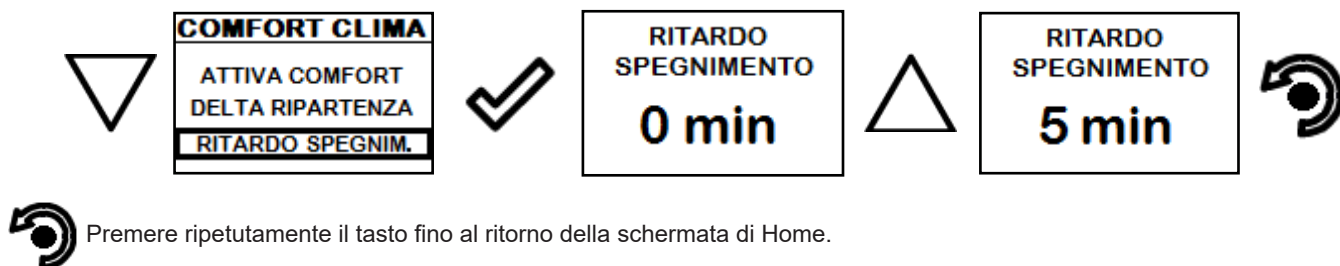 COMFORT CLIMA
ATTIVA COMFORT
DELTA RIPARTENZA
RITARDO SPEGNIM.
RITARDO
SPEGNIMENTO
0 min
RITARDO
SPEGNIMENTO
5 min
Premere ripetutamente il tasto fino al ritorno della schermata di Home.